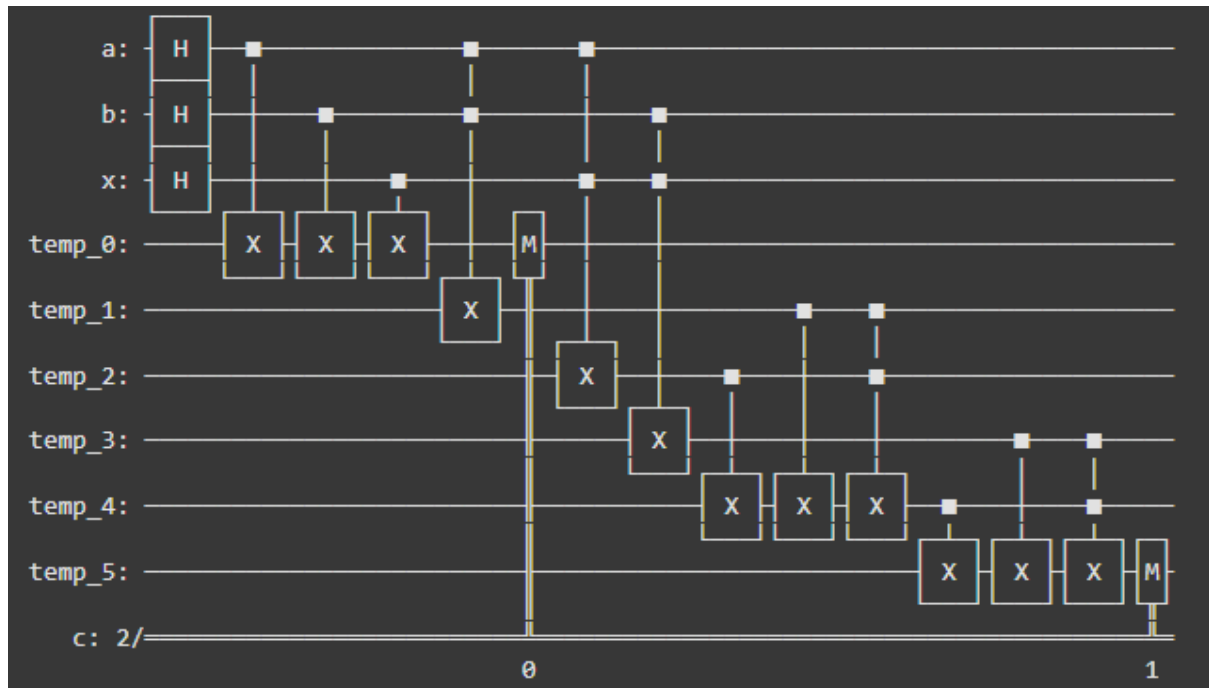 a: H
b: H
x: H
temp_0: X X X M
temp_1: X
temp_2: X
temp_3: X
temp_4: X X X
temp_5: X X X M
c: 2/
0 1